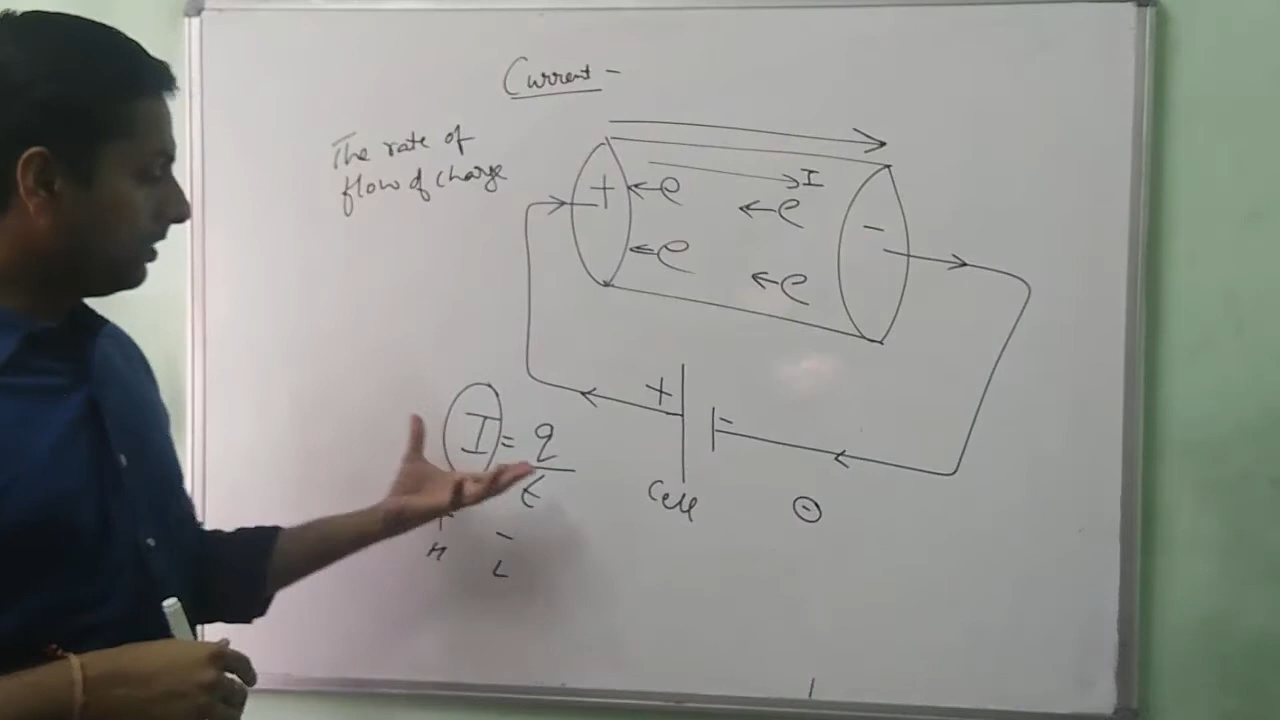 Current -
The rate of
flow of charge
I
+ e e -
e e
+ -
I = q
t
Cell